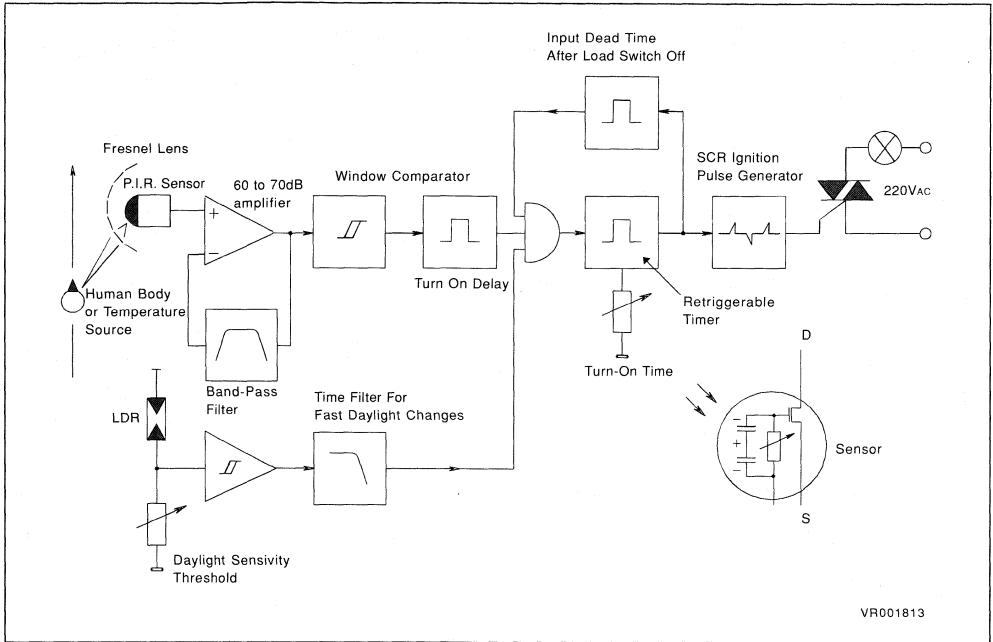 Input Dead Time
After Load Switch Off
Fresnel Lens
P.I.R. Sensor
60 to 70dB
amplifier
Window Comparator
SCR Ignition
Pulse Generator
220VAC
+
−
Turn On Delay
Human Body
or Temperature
Source
Retriggerable
Timer
Turn-On Time
Band-Pass
Filter
Time Filter For
Fast Daylight Changes
LDR
D
−
+
−
Sensor
S
Daylight Sensivity
Threshold
VR001813